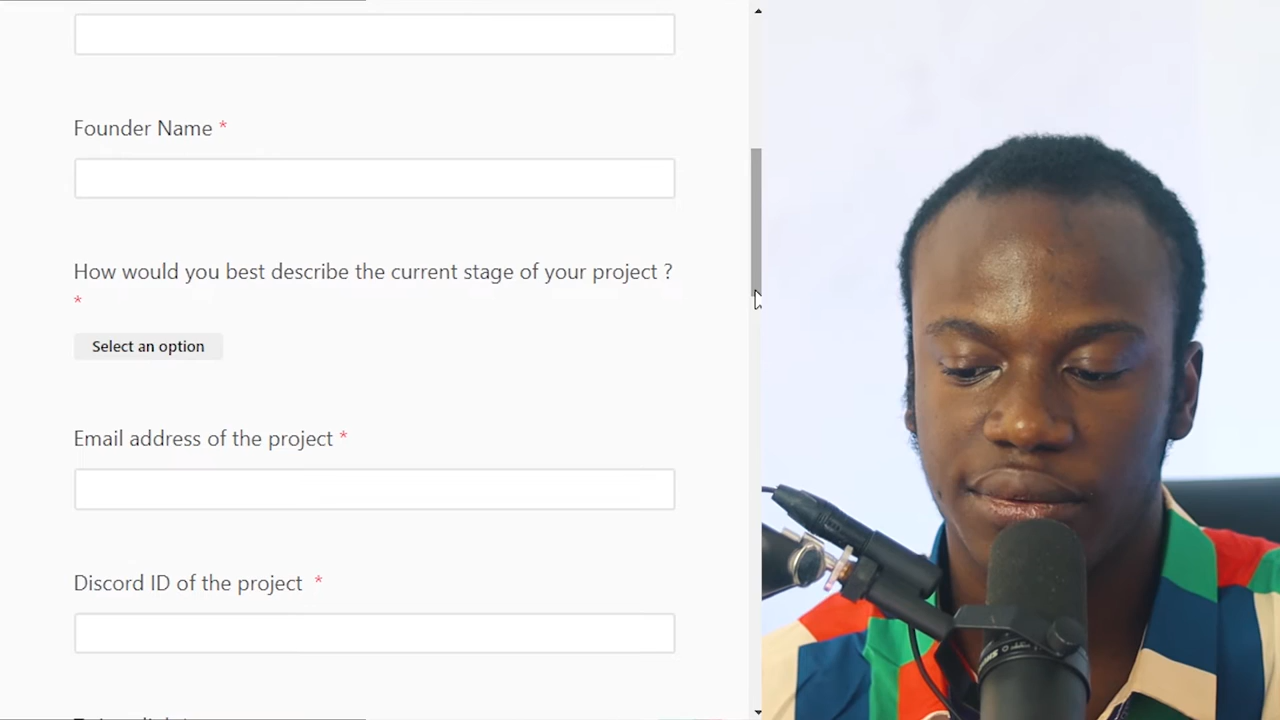 Founder Name *
How would you best describe the current stage of your project ?
*
Select an option
Email address of the project *
Discord ID of the project *